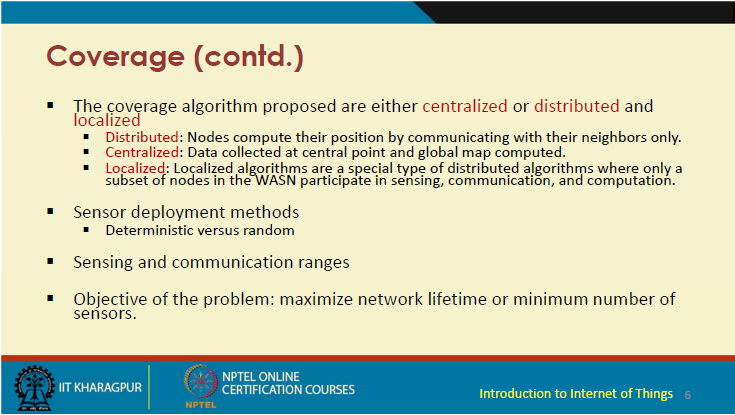 Coverage (contd.)
▪ The coverage algorithm proposed are either centralized or distributed and
localized
▪ Distributed: Nodes compute their position by communicating with their neighbors only.
▪ Centralized: Data collected at central point and global map computed.
▪ Localized: Localized algorithms are a special type of distributed algorithms where only a
subset of nodes in the WASN participate in sensing, communication, and computation.
▪ Sensor deployment methods
▪ Deterministic versus random
▪ Sensing and communication ranges
▪ Objective of the problem: maximize network lifetime or minimum number of
sensors.
IIT KHARAGPUR
NPTEL
NPTEL ONLINE
CERTIFICATION COURSES
Introduction to Internet of Things 6